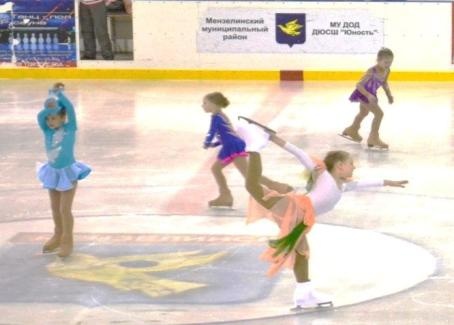 Мензелинский
муниципальный
район
МУ ДОД
ДЮСШ "Юность"